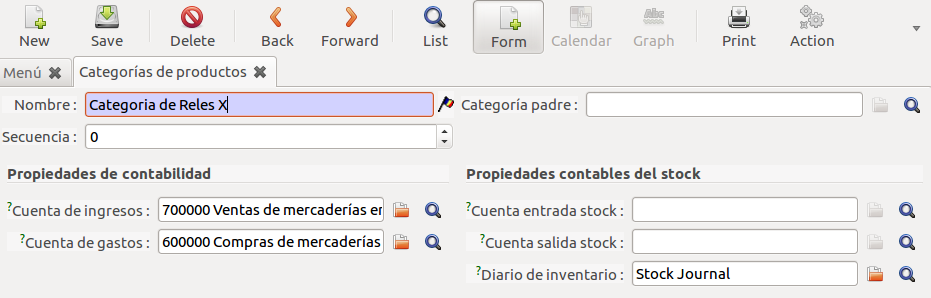 New Save Delete Back Forward List Form Calendar Graph Print Action
Menú Categorías de productos
Nombre : Categoria de Reles X Categoría padre :
Secuencia : 0
Propiedades de contabilidad Propiedades contables del stock
?Cuenta de ingresos : 700000 Ventas de mercaderías en ?Cuenta entrada stock :
?Cuenta de gastos : 600000 Compras de mercaderías ?Cuenta salida stock :
?Diario de inventario : Stock Journal